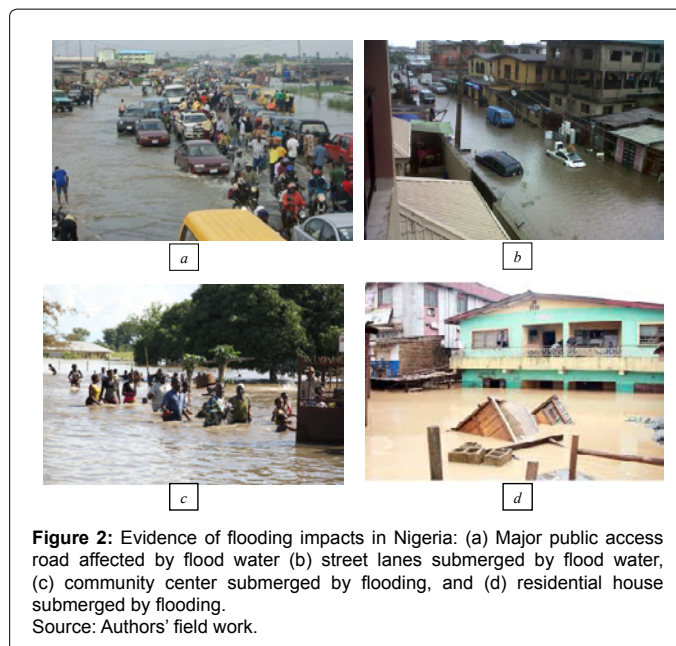 a
b
c
d
Figure 2: Evidence of flooding impacts in Nigeria: (a) Major public access
road affected by flood water (b) street lanes submerged by flood water,
(c) community center submerged by flooding, and (d) residential house
submerged by flooding.
Source: Authors' field work.